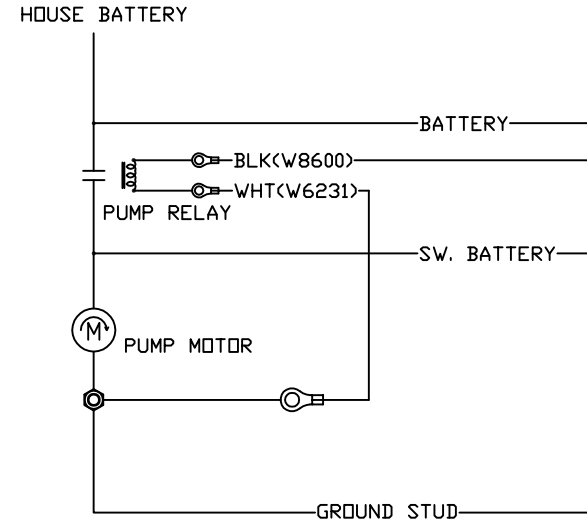 HOUSE BATTERY
BATTERY
BLK(W8600)
WHT(W6231)
PUMP RELAY
SW. BATTERY
M
PUMP MOTOR
GROUND STUD